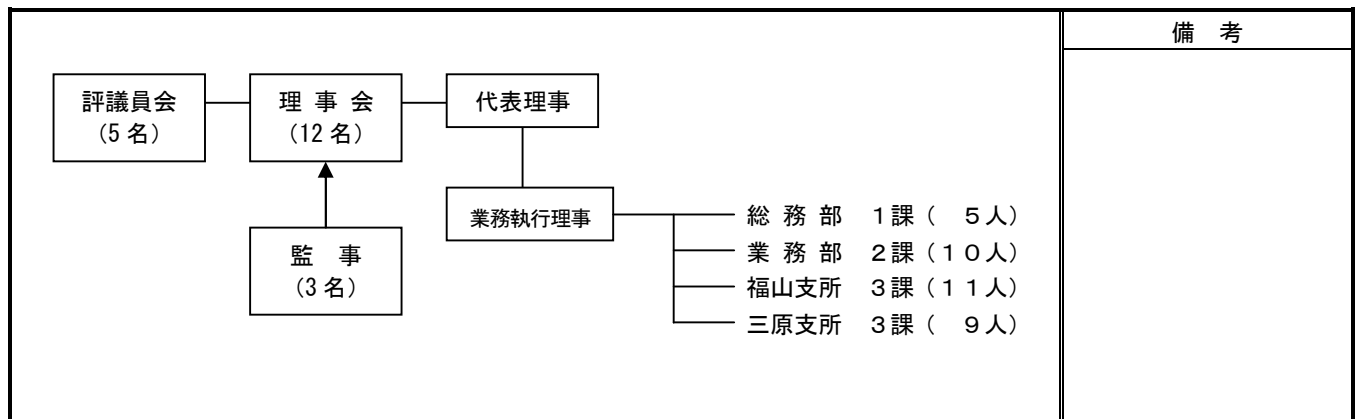 備 考
評議員会
（5 名）
理 事 会
（12 名）
代表理事
業務執行理事
監 事
（3 名）
総 務 部 １課（ ５人）
業 務 部 ２課（１０人）
福山支所 ３課（１１人）
三原支所 ３課（ ９人）